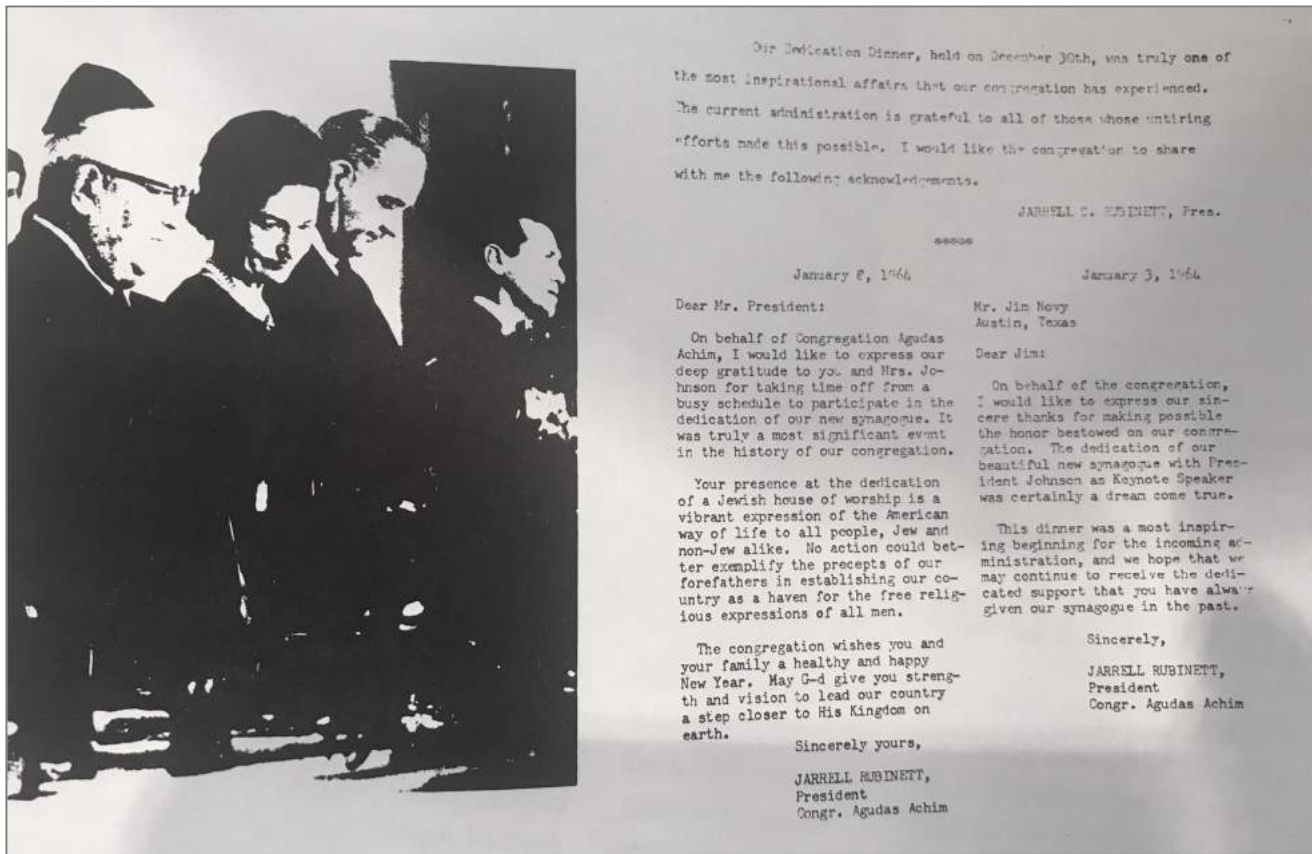 Our Dedication Dinner, held on December 30th, was truly one of
the most inspirational affairs that our congregation has experienced.
The current administration is grateful to all of those whose untiring
efforts made this possible. I would like the congregation to share
with me the following acknowledgements.
JARRELL RUBINETT, Pres.
January 8, 1964
Dear Mr. President:
On behalf of Congregation Agudas
Achim, I would like to express our
deep gratitude to you and Mrs. Jo-
hnson for taking time off from a
busy schedule to participate in the
dedication of our new synagogue. It
was truly a most significant event
in the history of our congregation.
Your presence at the dedication
of a Jewish house of worship is a
vibrant expression of the American
way of life to all people, Jew and
non-Jew alike. No action could bet-
ter exemplify the precepts of our
forefathers in establishing our co-
untry as a haven for the free relig-
ious expressions of all men.
The congregation wishes you and
your family a healthy and happy
New Year. May G-d give you streng-
th and vision to lead our country
a step closer to His Kingdom on
earth.
Sincerely yours,
JARRELL RUBINETT,
President
Congr. Agudas Achim
January 3, 1964
Mr. Jim Novy
Austin, Texas
Dear Jim:
On behalf of the congregation,
I would like to express our sin-
cere thanks for making possible
the honor bestowed on our congre-
gation. The dedication of our
beautiful new synagogue with Pres-
ident Johnson as Keynote Speaker
was certainly a dream come true.
This dinner was a most inspir-
ing beginning for the incoming ad-
ministration, and we hope that we
may continue to receive the dedi-
cated support that you have always
given our synagogue in the past.
Sincerely,
JARRELL RUBINETT,
President
Congr. Agudas Achim